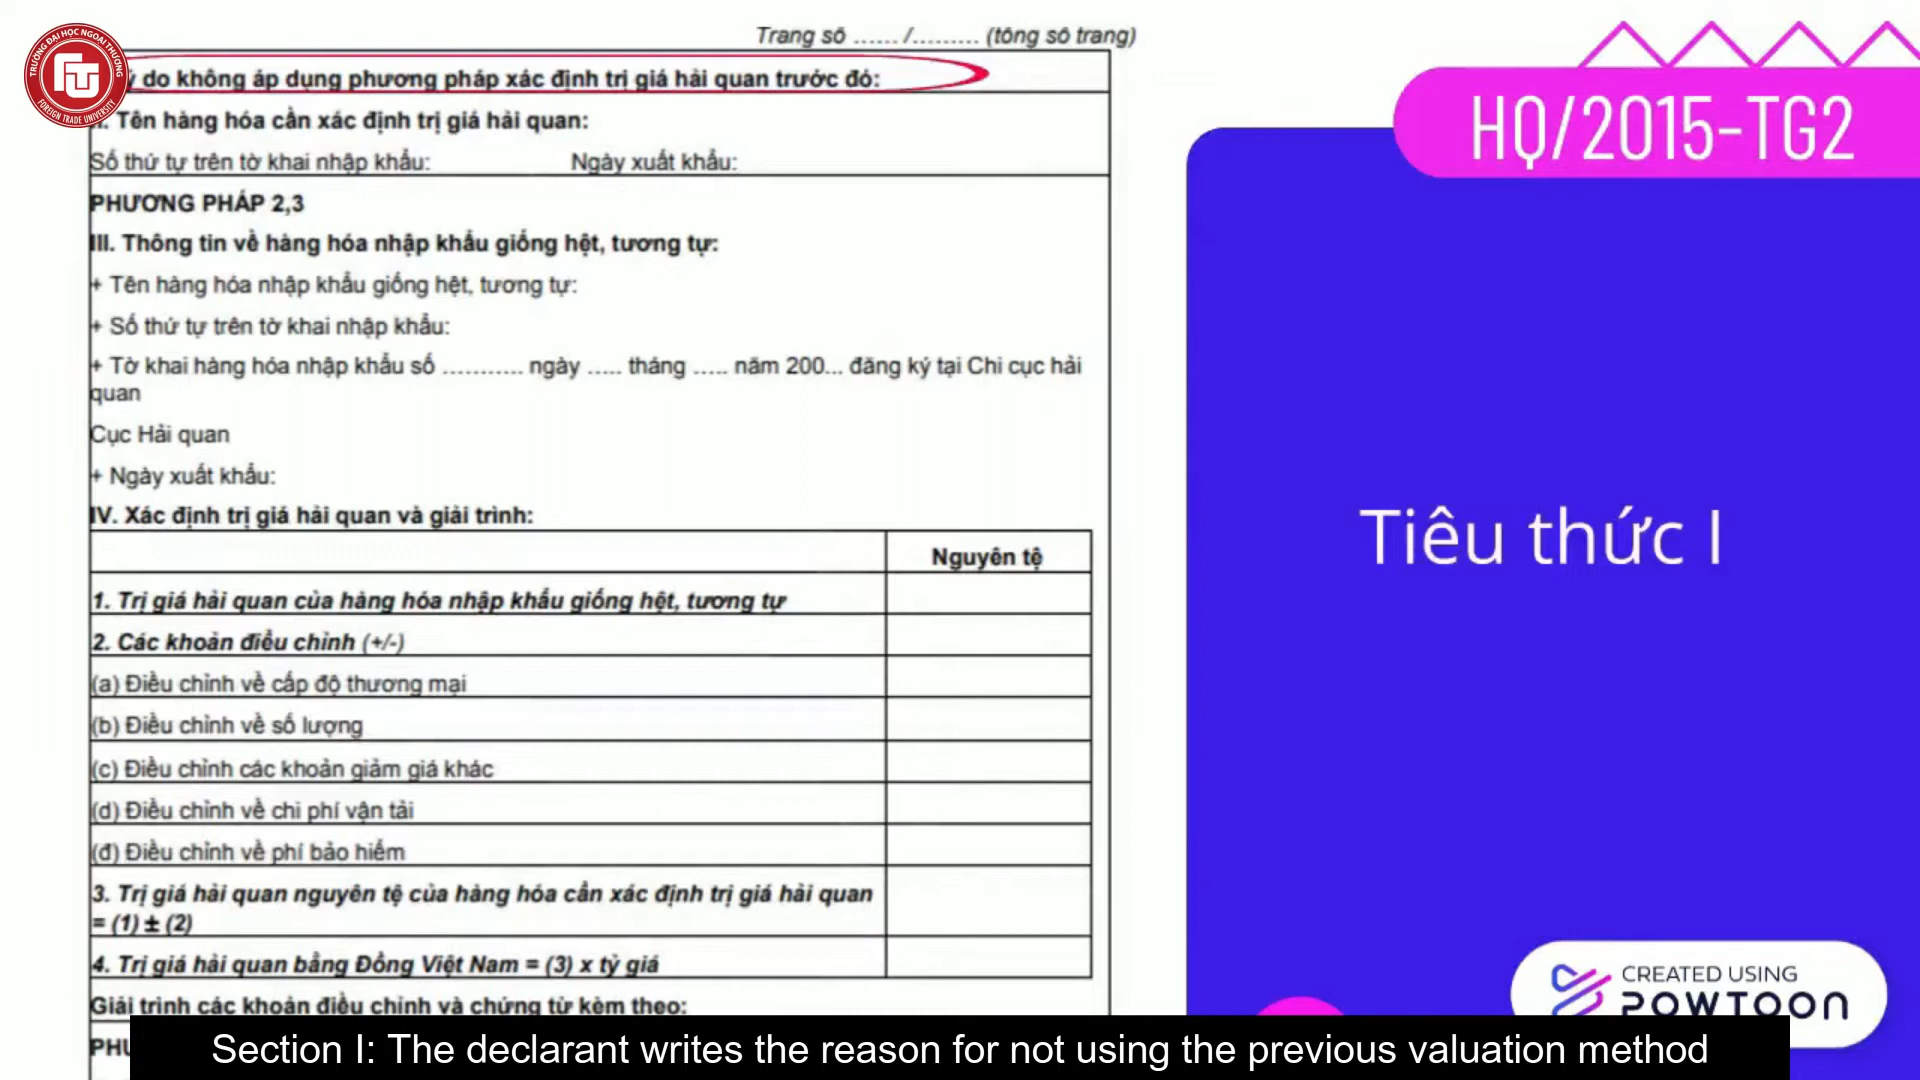 Trang số ...... /......... (tổng số trang)
TRƯỜNG ĐẠI HỌC NGOẠI THƯƠNG
FOREIGN TRADE UNIVERSITY
do không áp dụng phương pháp xác định trị giá hải quan trước đó:
. Tên hàng hóa cần xác định trị giá hải quan:
Số thứ tự trên tờ khai nhập khẩu: Ngày xuất khẩu:
PHƯƠNG PHÁP 2,3
III. Thông tin về hàng hóa nhập khẩu giống hệt, tương tự:
+ Tên hàng hóa nhập khẩu giống hệt, tương tự:
+ Số thứ tự trên tờ khai nhập khẩu:
+ Tờ khai hàng hóa nhập khẩu số ........... ngày ..... tháng ..... năm 200... đăng ký tại Chi cục hải
quan
Cục Hải quan
+ Ngày xuất khẩu:
IV. Xác định trị giá hải quan và giải trình:
Nguyên tệ
1. Trị giá hải quan của hàng hóa nhập khẩu giống hệt, tương tự
2. Các khoản điều chỉnh (+/-)
(a) Điều chỉnh về cấp độ thương mại
(b) Điều chỉnh về số lượng
(c) Điều chỉnh các khoản giảm giá khác
(d) Điều chỉnh về chi phí vận tải
(đ) Điều chỉnh về phí bảo hiểm
3. Trị giá hải quan nguyên tệ của hàng hóa cần xác định trị giá hải quan
= (1) ± (2)
4. Trị giá hải quan bằng Đồng Việt Nam = (3) x tỷ giá
Giải trình các khoản điều chỉnh và chứng từ kèm theo:
HQ/2015-TG2
Tiêu thức I
CREATED USING
POWTOON
Section I: The declarant writes the reason for not using the previous valuation method